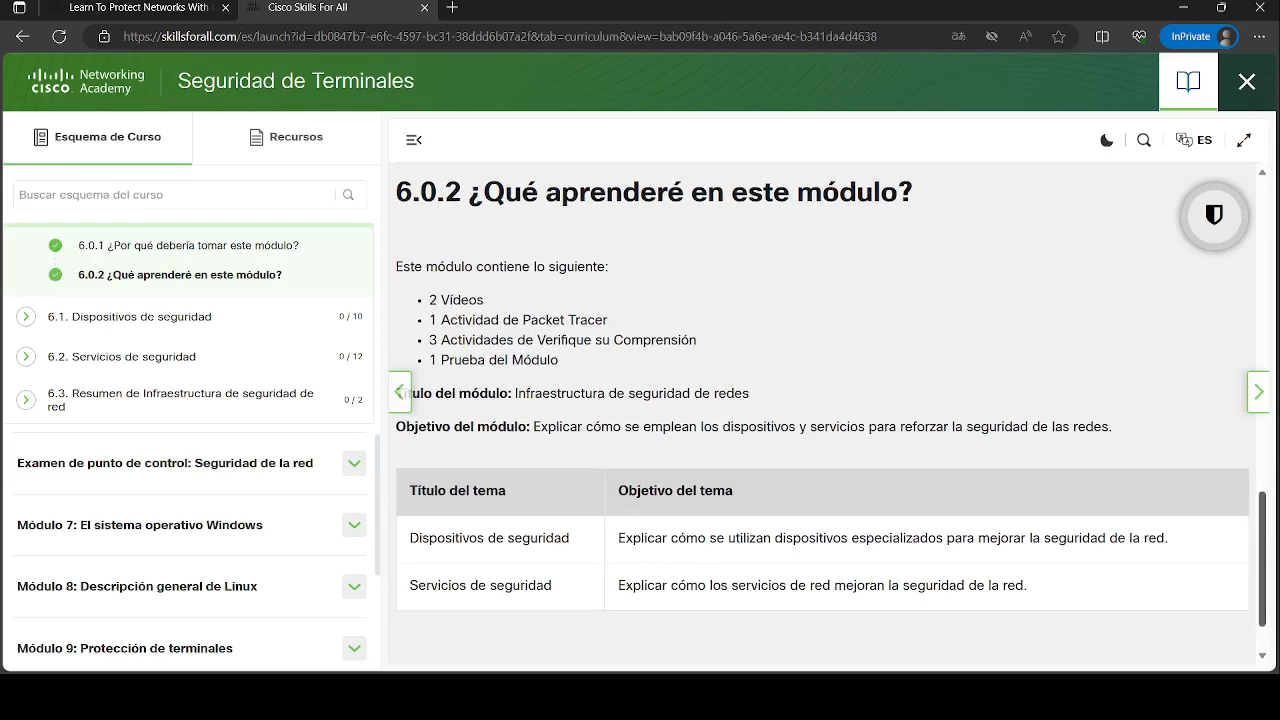 Learn To Protect Networks With
Cisco Skills For All
https://skillsforall.com/es/launch?id=db0847b7-e6fc-4597-bc31-38ddd6b07a2f&tab=curriculum&view=bab09f4b-a046-5a6e-ae4c-b341da4d4638
InPrivate
Networking
CISCO Academy
Seguridad de Terminales
Esquema de Curso
Recursos
ES
Buscar esquema del curso
6.0.1 ¿Por qué debería tomar este módulo?
6.0.2 ¿Qué aprenderé en este módulo?
6.1. Dispositivos de seguridad 0 / 10
6.2. Servicios de seguridad 0 / 12
6.3. Resumen de Infraestructura de seguridad de
red 0 / 2
Examen de punto de control: Seguridad de la red
Módulo 7: El sistema operativo Windows
Módulo 8: Descripción general de Linux
Módulo 9: Protección de terminales
6.0.2 ¿Qué aprenderé en este módulo?
Este módulo contiene lo siguiente:
• 2 Vídeos
• 1 Actividad de Packet Tracer
• 3 Actividades de Verifique su Comprensión
• 1 Prueba del Módulo
Título del módulo: Infraestructura de seguridad de redes
Objetivo del módulo: Explicar cómo se emplean los dispositivos y servicios para reforzar la seguridad de las redes.
Título del tema Objetivo del tema
Dispositivos de seguridad Explicar cómo se utilizan dispositivos especializados para mejorar la seguridad de la red.
Servicios de seguridad Explicar cómo los servicios de red mejoran la seguridad de la red.